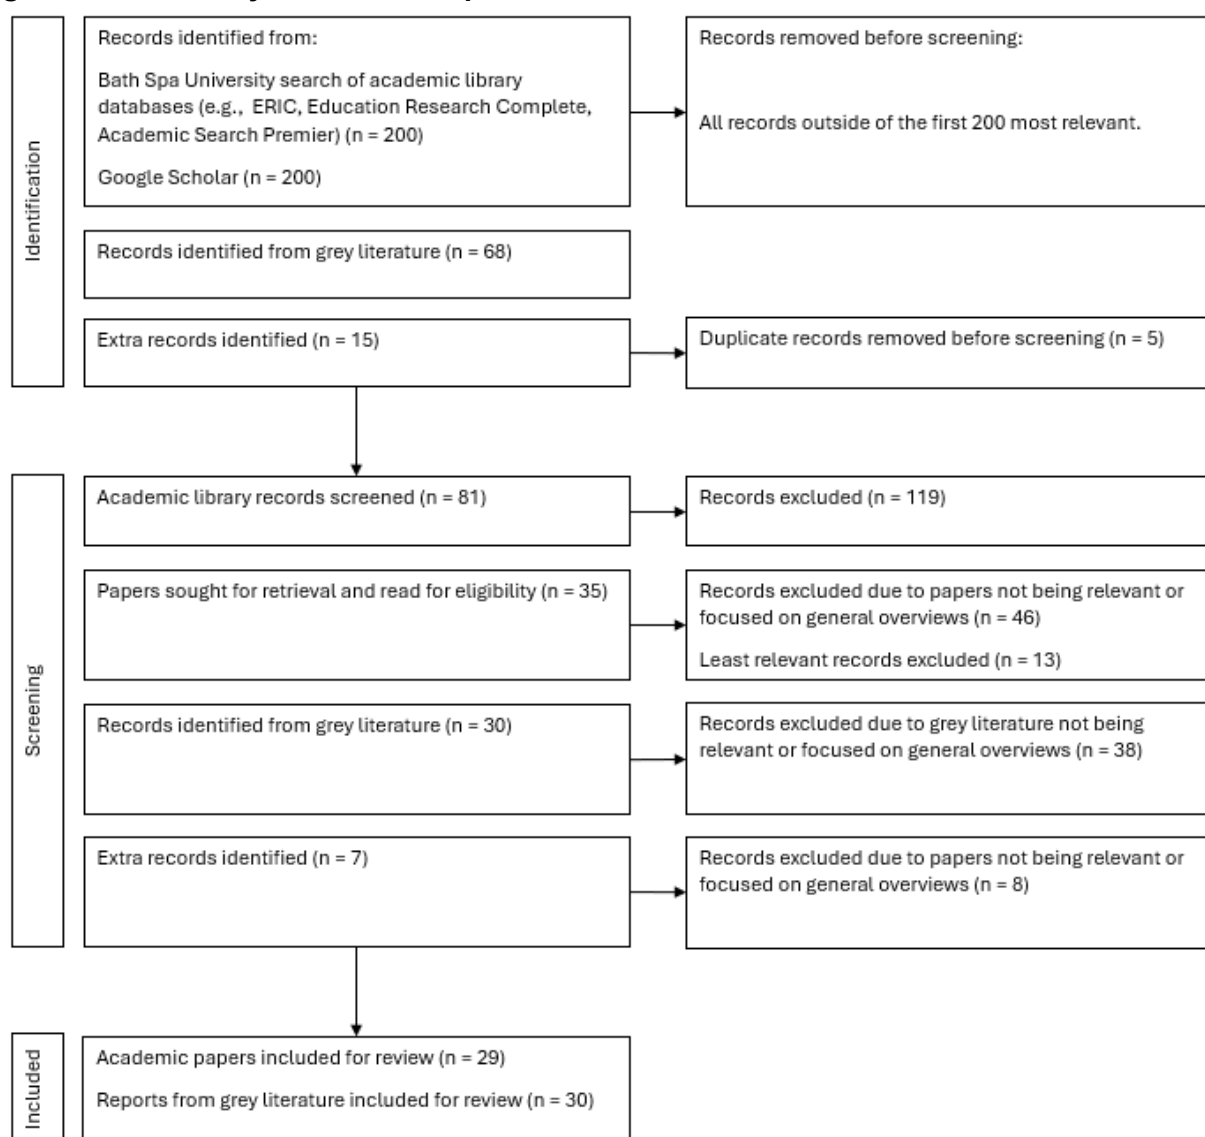 Identification
Records identified from:
Bath Spa University search of academic library
databases (e.g., ERIC, Education Research Complete,
Academic Search Premier) (n = 200)
Google Scholar (n = 200)
Records removed before screening:
All records outside of the first 200 most relevant.
Records identified from grey literature (n = 68)
Extra records identified (n = 15)
Duplicate records removed before screening (n = 5)
Screening
Academic library records screened (n = 81)
Records excluded (n = 119)
Papers sought for retrieval and read for eligibility (n = 35)
Records excluded due to papers not being relevant or
focused on general overviews (n = 46)
Least relevant records excluded (n = 13)
Records identified from grey literature (n = 30)
Records excluded due to grey literature not being
relevant or focused on general overviews (n = 38)
Extra records identified (n = 7)
Records excluded due to papers not being relevant or
focused on general overviews (n = 8)
Included
Academic papers included for review (n = 29)
Reports from grey literature included for review (n = 30)